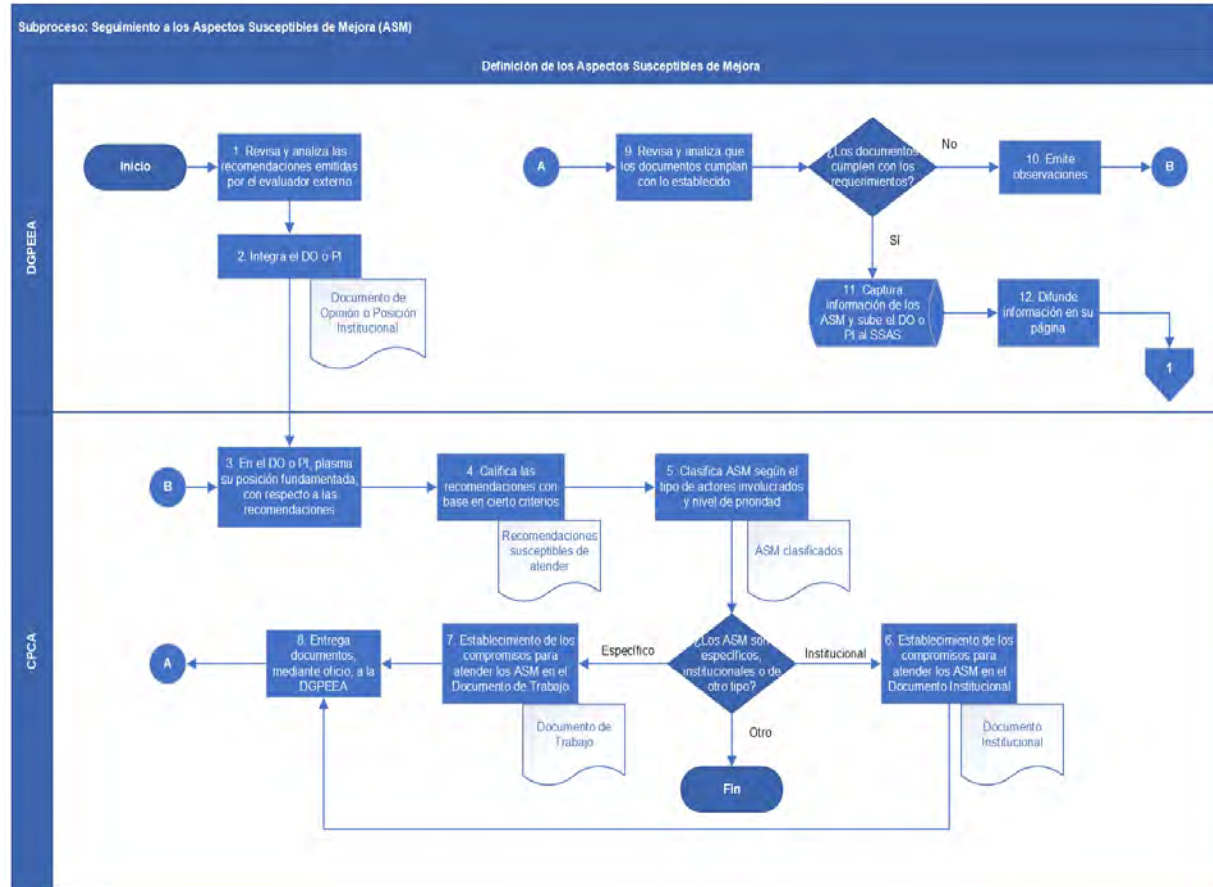 Subproceso: Seguimiento a los Aspectos Susceptibles de Mejora (ASM)
Definición de los Aspectos Susceptibles de Mejora
DGPEEA
Inicio
1. Revisa y analiza las
recomendaciones emitidas
por el evaluador externo
2. Integra el DO o PI
Documento de
Opinión o Posición
Institucional
A
9. Revisa y analiza que
los documentos cumplan
con lo establecido
¿Los documentos
cumplen con los
requerimientos?
No
10. Emite
observaciones
B
Sí
11. Captura
información de los
ASM y sube el DO o
PI al SSAS
12. Difunde
información en su
página
1
CPCA
B
3. En el DO o PI, plasma
su posición fundamentada,
con respecto a las
recomendaciones
4. Califica las
recomendaciones con
base en cierto criterios
Recomendaciones
susceptibles de
atender
5. Clasifica ASM según el
tipo de actores involucrados
y nivel de prioridad
ASM clasificados
A
8. Entrega
documentos,
mediante oficio, a la
DGPEEA
7. Establecimiento de los
compromisos para
atender los ASM en el
Documento de Trabajo
Documento de
Trabajo
Específico
¿Los ASM son
específicos,
institucionales o de
otro tipo?
Institucional
6. Establecimiento de los
compromisos para
atender los ASM en el
Documento Institucional
Documento
Institucional
Otro
Fin